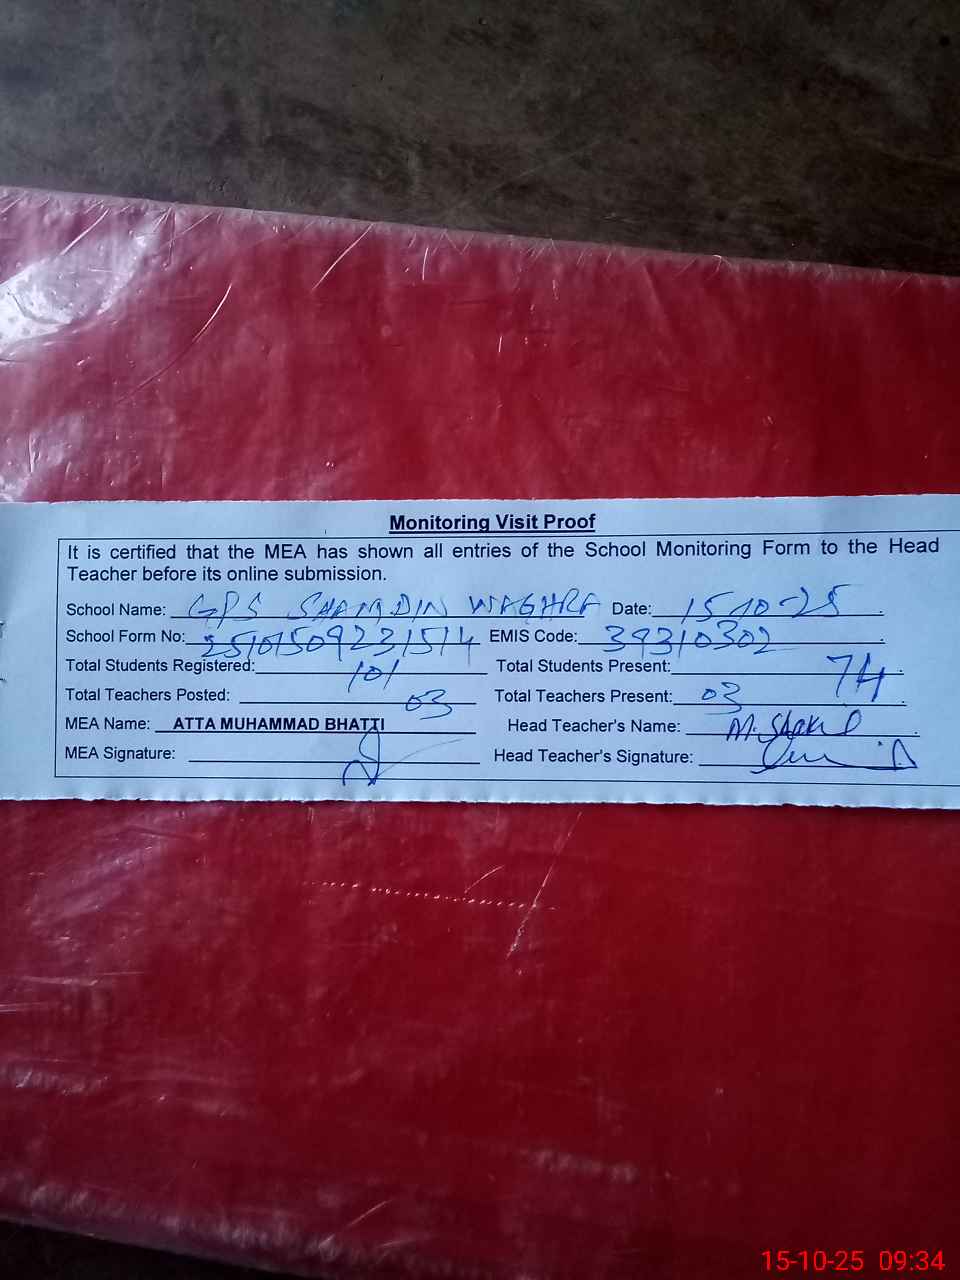 Monitoring Visit Proof
It is certified that the MEA has shown all entries of the School Monitoring Form to the Head
Teacher before its online submission.
School Name: GPS SHAMDIN WAGHRA Date: 15-10-25
School Form No: EMIS Code: 39310302
Total Students Registered: 101 Total Students Present: 74
Total Teachers Posted: 03 Total Teachers Present: 03
MEA Name: ATTA MUHAMMAD BHATTI Head Teacher's Name: M. Shakil
MEA Signature: Head Teacher's Signature:
15-10-25 09:34